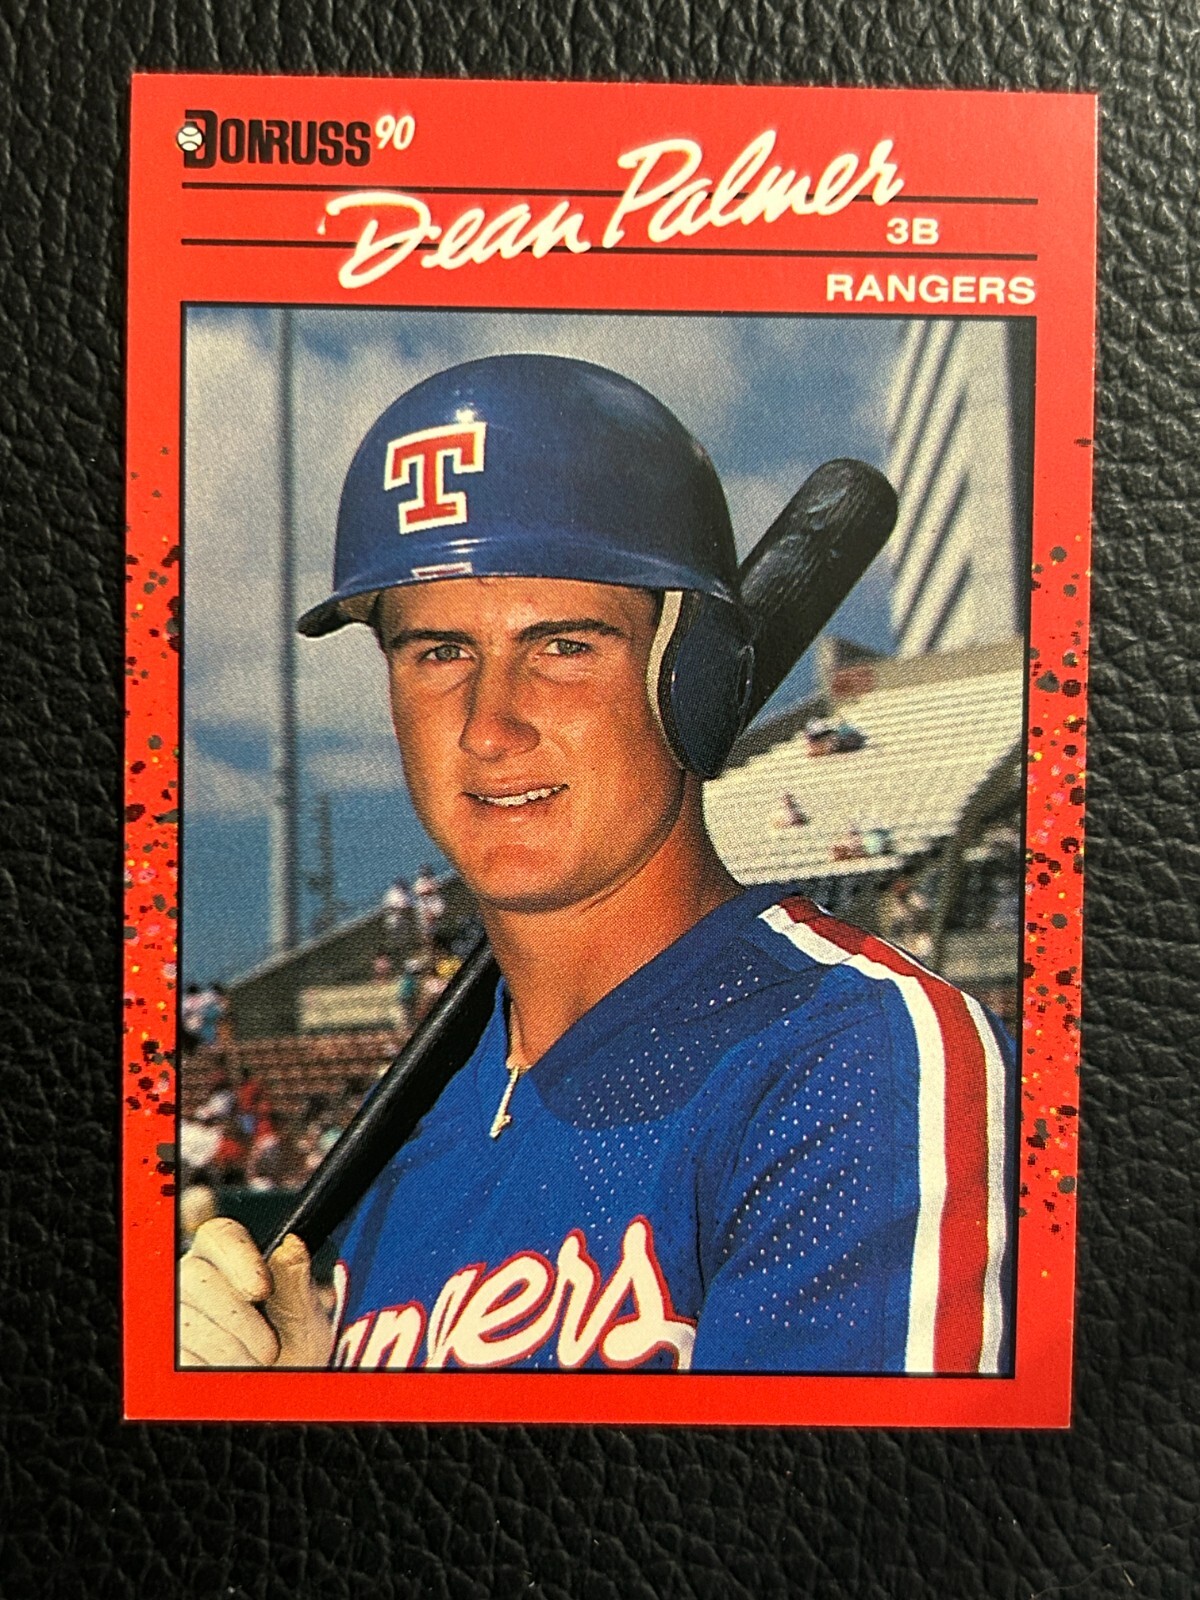 DONRUSS 90
Dean Palmer
3B
RANGERS
T
Rangers